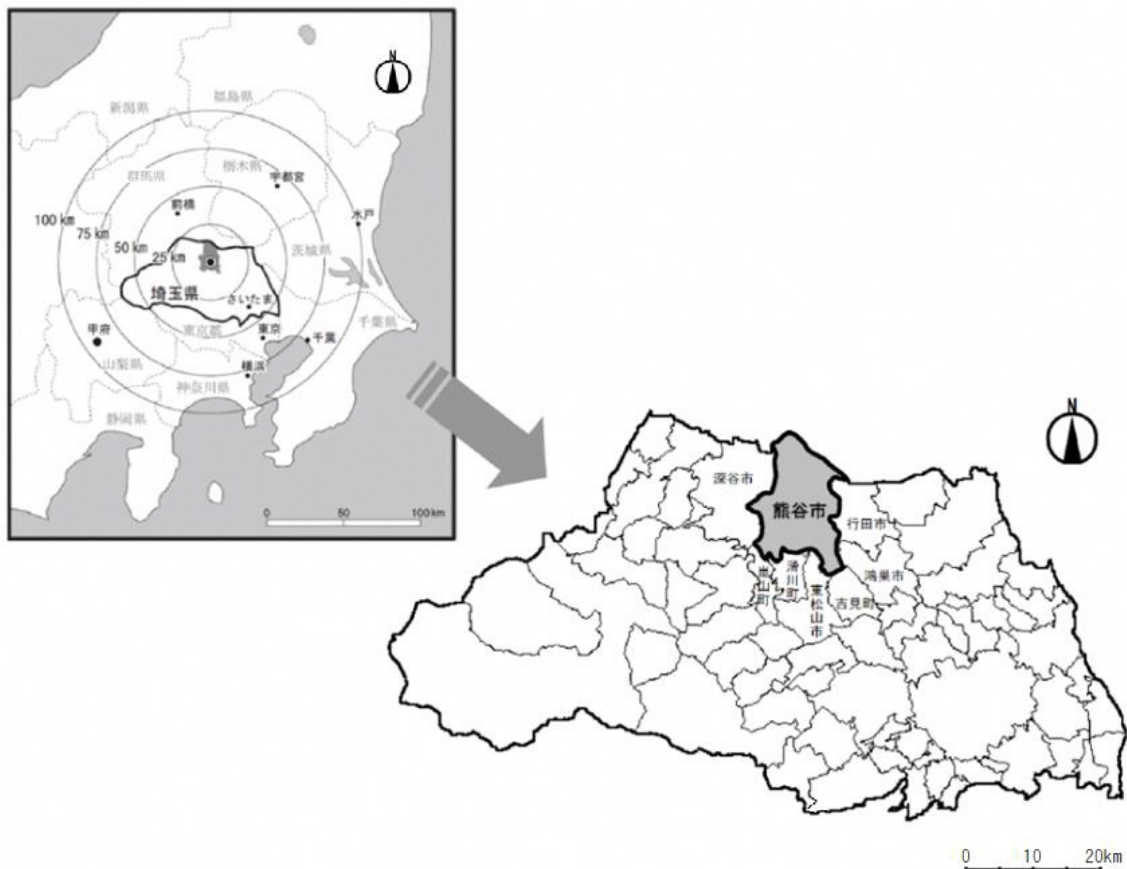 N
福島県
新潟県
栃木県
群馬県
宇都宮
前橋
水戸
100 km
75 km
50 km
25 km
茨城県
埼玉県
さいたま
千葉県
東京都
東京
千葉
甲府
山梨県
横浜
神奈川県
静岡県
0 50 100km
N
深谷市
熊谷市
行田市
嵐山町
滑川町
東松山市
鴻巣市
吉見町
0 10 20km